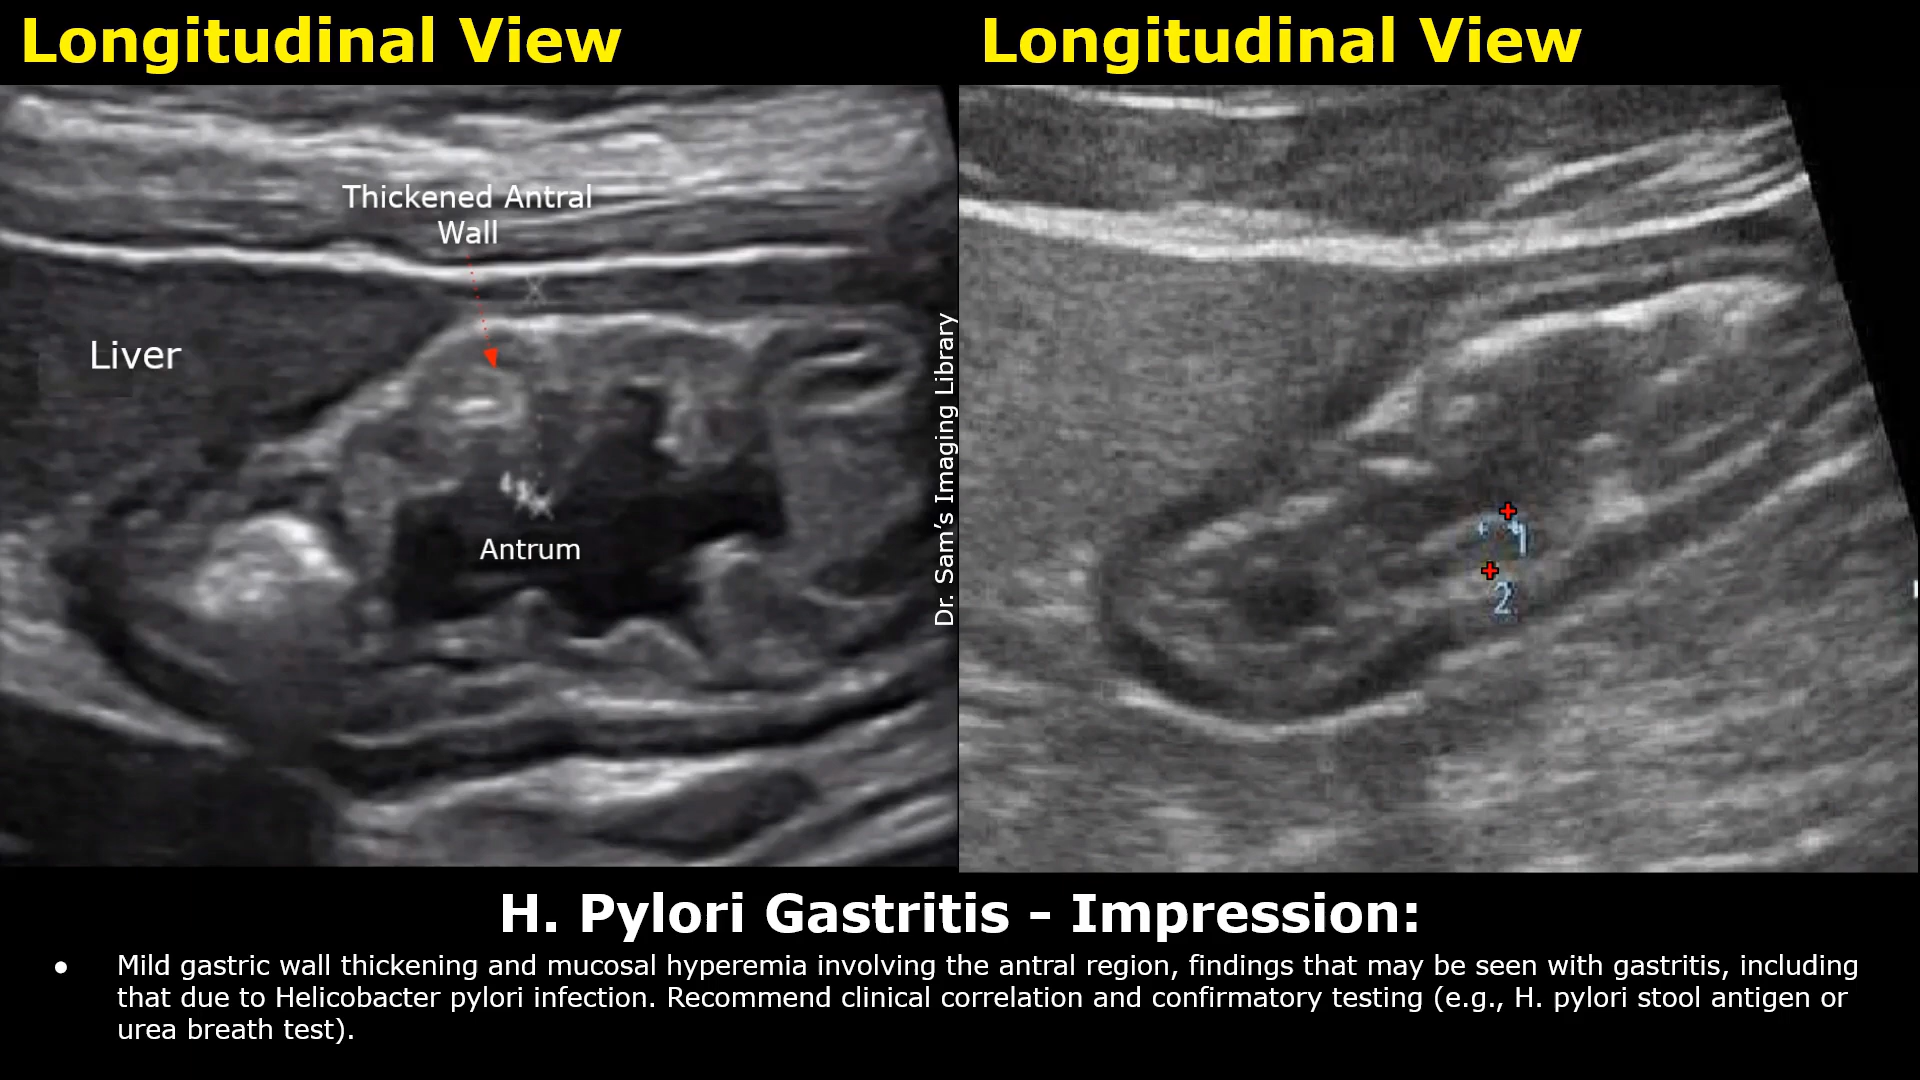 Longitudinal View
Longitudinal View
Thickened Antral
Wall
Liver
Antrum
Dr. Sam’s Imaging Library
1
2
H. Pylori Gastritis - Impression:
● Mild gastric wall thickening and mucosal hyperemia involving the antral region, findings that may be seen with gastritis, including
that due to Helicobacter pylori infection. Recommend clinical correlation and confirmatory testing (e.g., H. pylori stool antigen or
urea breath test).